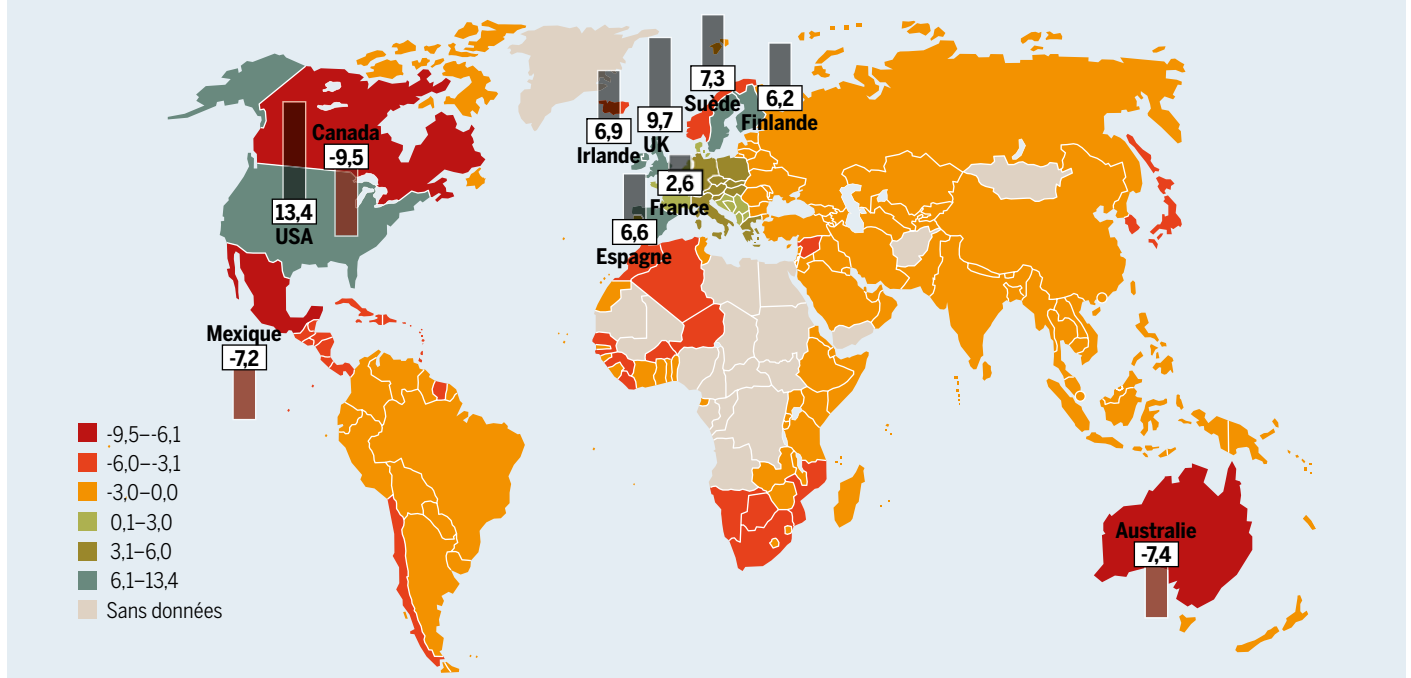 7,3
Suède
6,2
Finlande
9,7
UK
6,9
Irlande
Canada
-9,5
2,6
France
13,4
USA
6,6
Espagne
Mexique
-7,2
-9,5–-6,1
-6,0–-3,1
-3,0–0,0
0,1–3,0
3,1–6,0
6,1–13,4
Sans données
Australie
-7,4